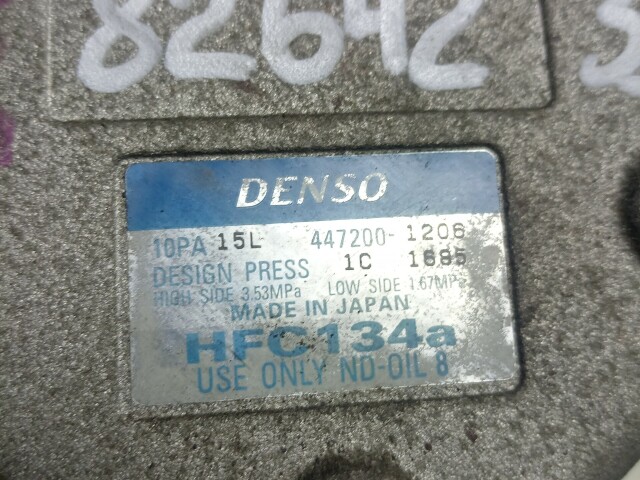 82642
DENSO
10PA 15L 447200-1206
DESIGN PRESS 1C 1685
HIGH SIDE 3.53MPa LOW SIDE 1.67MPa
MADE IN JAPAN
HFC134a
USE ONLY ND-OIL 8